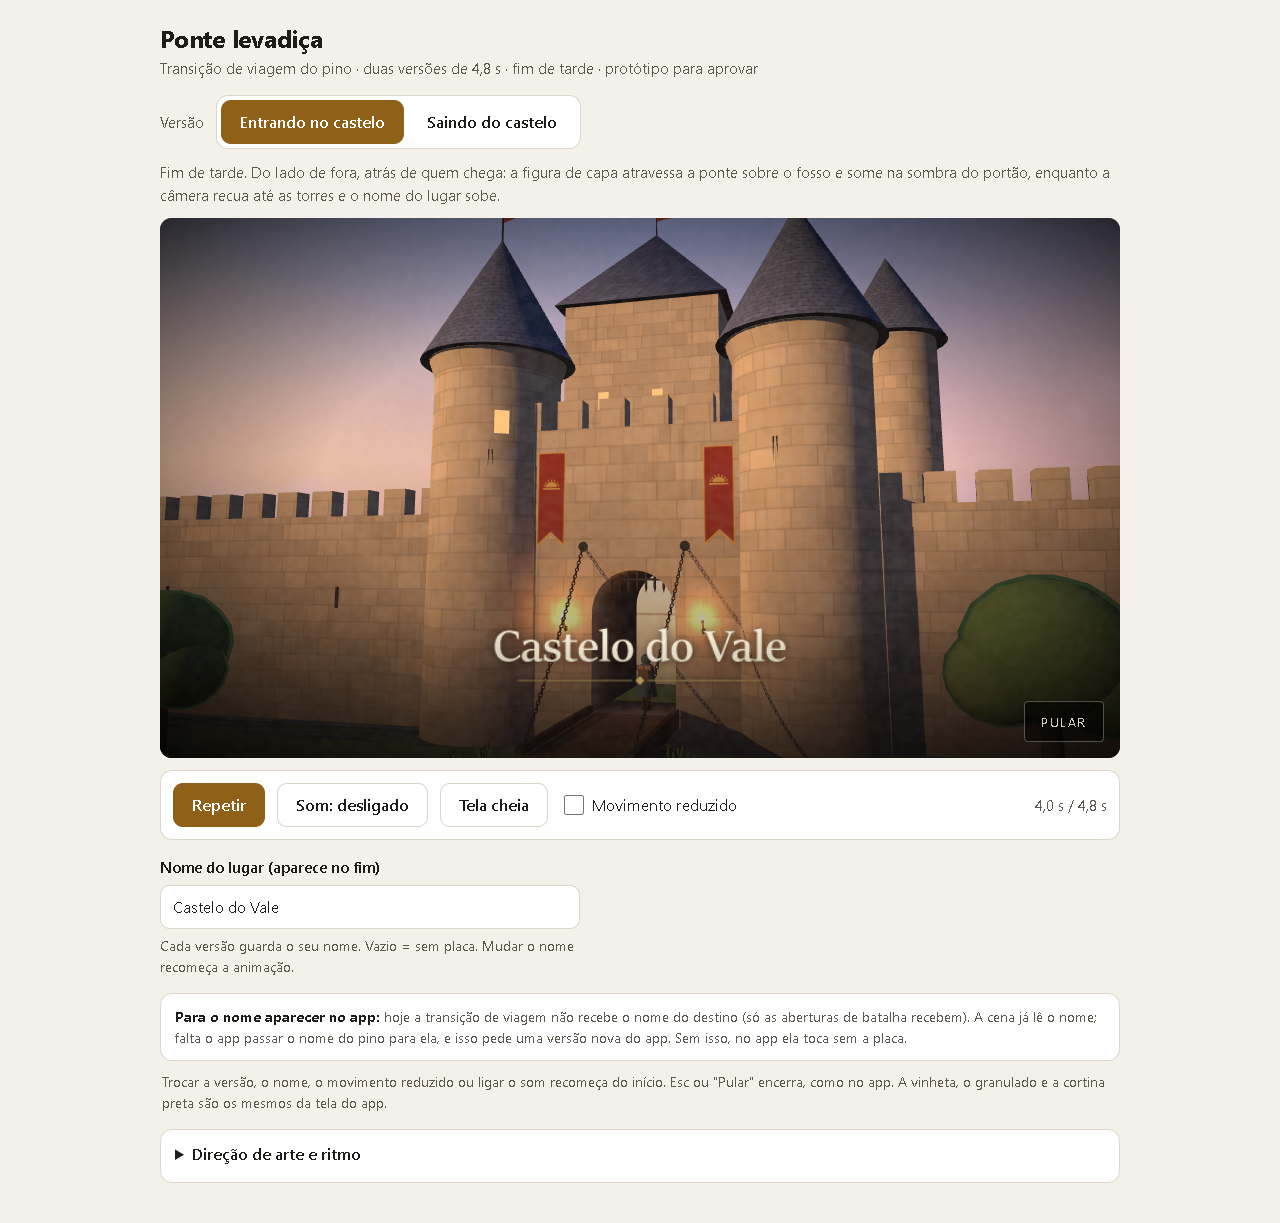 Ponte levadiça
Transição de viagem do pino · duas versões de 4,8 s · fim de tarde · protótipo para aprovar
Versão
Entrando no castelo
Saindo do castelo
Fim de tarde. Do lado de fora, atrás de quem chega: a figura de capa atravessa a ponte sobre o fosso e some na sombra do portão, enquanto a
câmera recua até as torres e o nome do lugar sobe.
Castelo do Vale
PULAR
Repetir
Som: desligado
Tela cheia
Movimento reduzido
4,0 s / 4,8 s
Nome do lugar (aparece no fim)
Castelo do Vale
Cada versão guarda o seu nome. Vazio = sem placa. Mudar o nome
recomeça a animação.
Para o nome aparecer no app: hoje a transição de viagem não recebe o nome do destino (só as aberturas de batalha recebem). A cena já lê o nome;
falta o app passar o nome do pino para ela, e isso pede uma versão nova do app. Sem isso, no app ela toca sem a placa.
Trocar a versão, o nome, o movimento reduzido ou ligar o som recomeça do início. Esc ou "Pular" encerra, como no app. A vinheta, o granulado e a cortina
preta são os mesmos da tela do app.
Direção de arte e ritmo